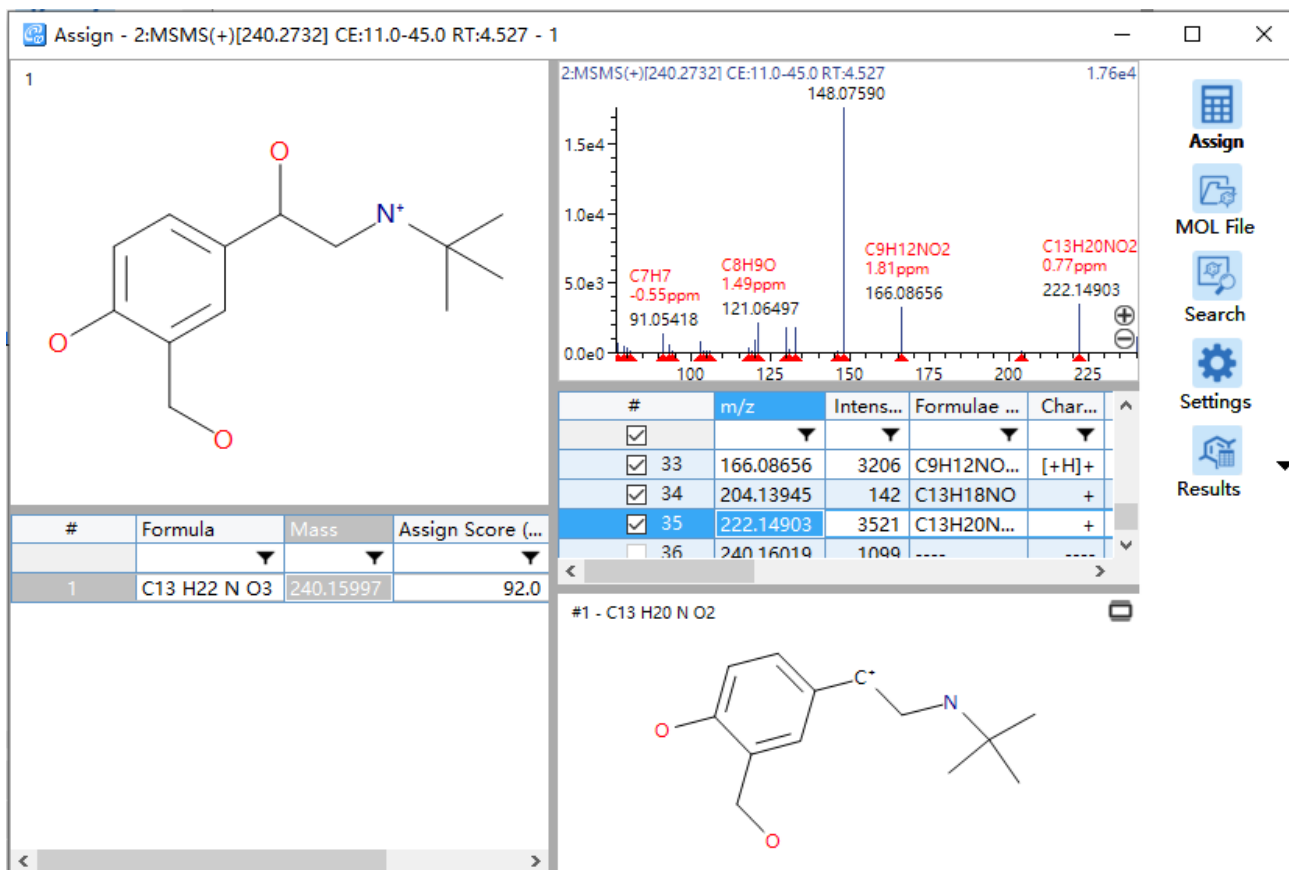 Assign - 2:MSMS(+)[240.2732] CE:11.0-45.0 RT:4.527 - 1
1
O
N+
O
O
# Formula Mass Assign Score (...
1 C13 H22 N O3 240.15997 92.0
2:MSMS(+)[240.2732] CE:11.0-45.0 RT:4.527 1.76e4
148.07590
1.5e4
1.0e4
5.0e3
0.0e0
C7H7
-0.55ppm
91.05418
C8H9O
1.49ppm
121.06497
C9H12NO2
1.81ppm
166.08656
C13H20NO2
0.77ppm
222.14903
100 125 150 175 200 225
# m/z Intens... Formulae ... Char...
33 166.08656 3206 C9H12NO... [+H]+
34 204.13945 142 C13H18NO +
35 222.14903 3521 C13H20N... +
36 240.16019 1099 ---- ----
#1 - C13 H20 N O2
C+
N
O
O
Assign
MOL File
Search
Settings
Results